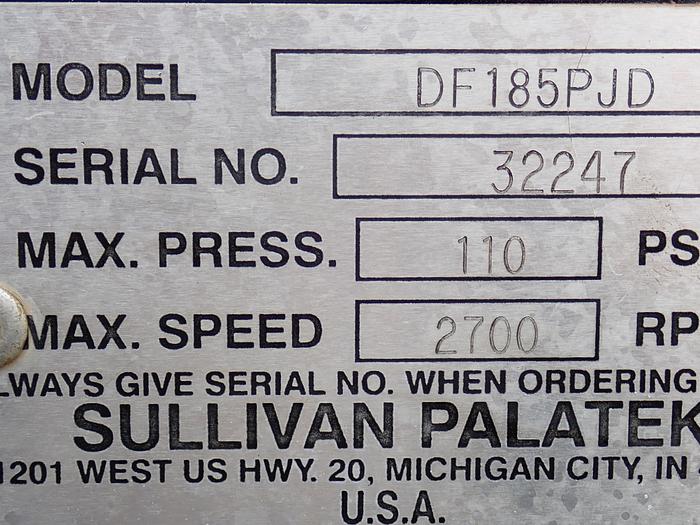 MODEL DF185PJD
SERIAL NO. 32247
MAX. PRESS. 110 PS
MAX. SPEED 2700 RP
LWAYS GIVE SERIAL NO. WHEN ORDERING
SULLIVAN PALATEK
1201 WEST US HWY. 20, MICHIGAN CITY, IN
U.S.A.